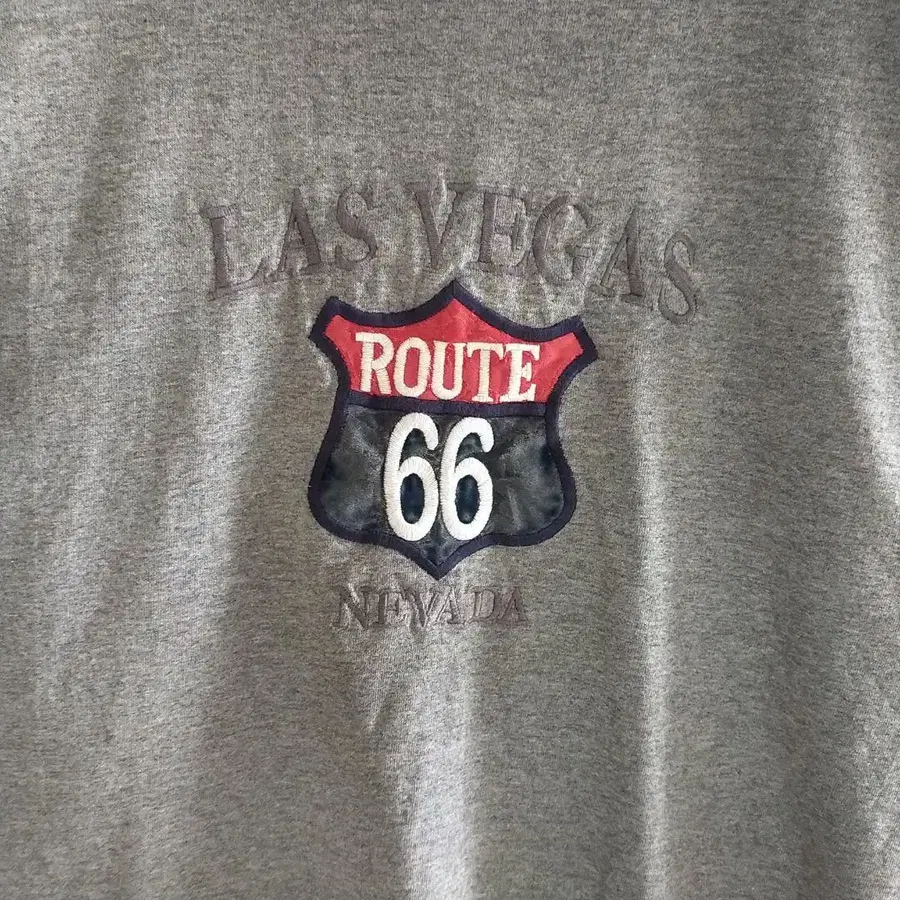 LAS VEGAS
ROUTE
66
NEVADA